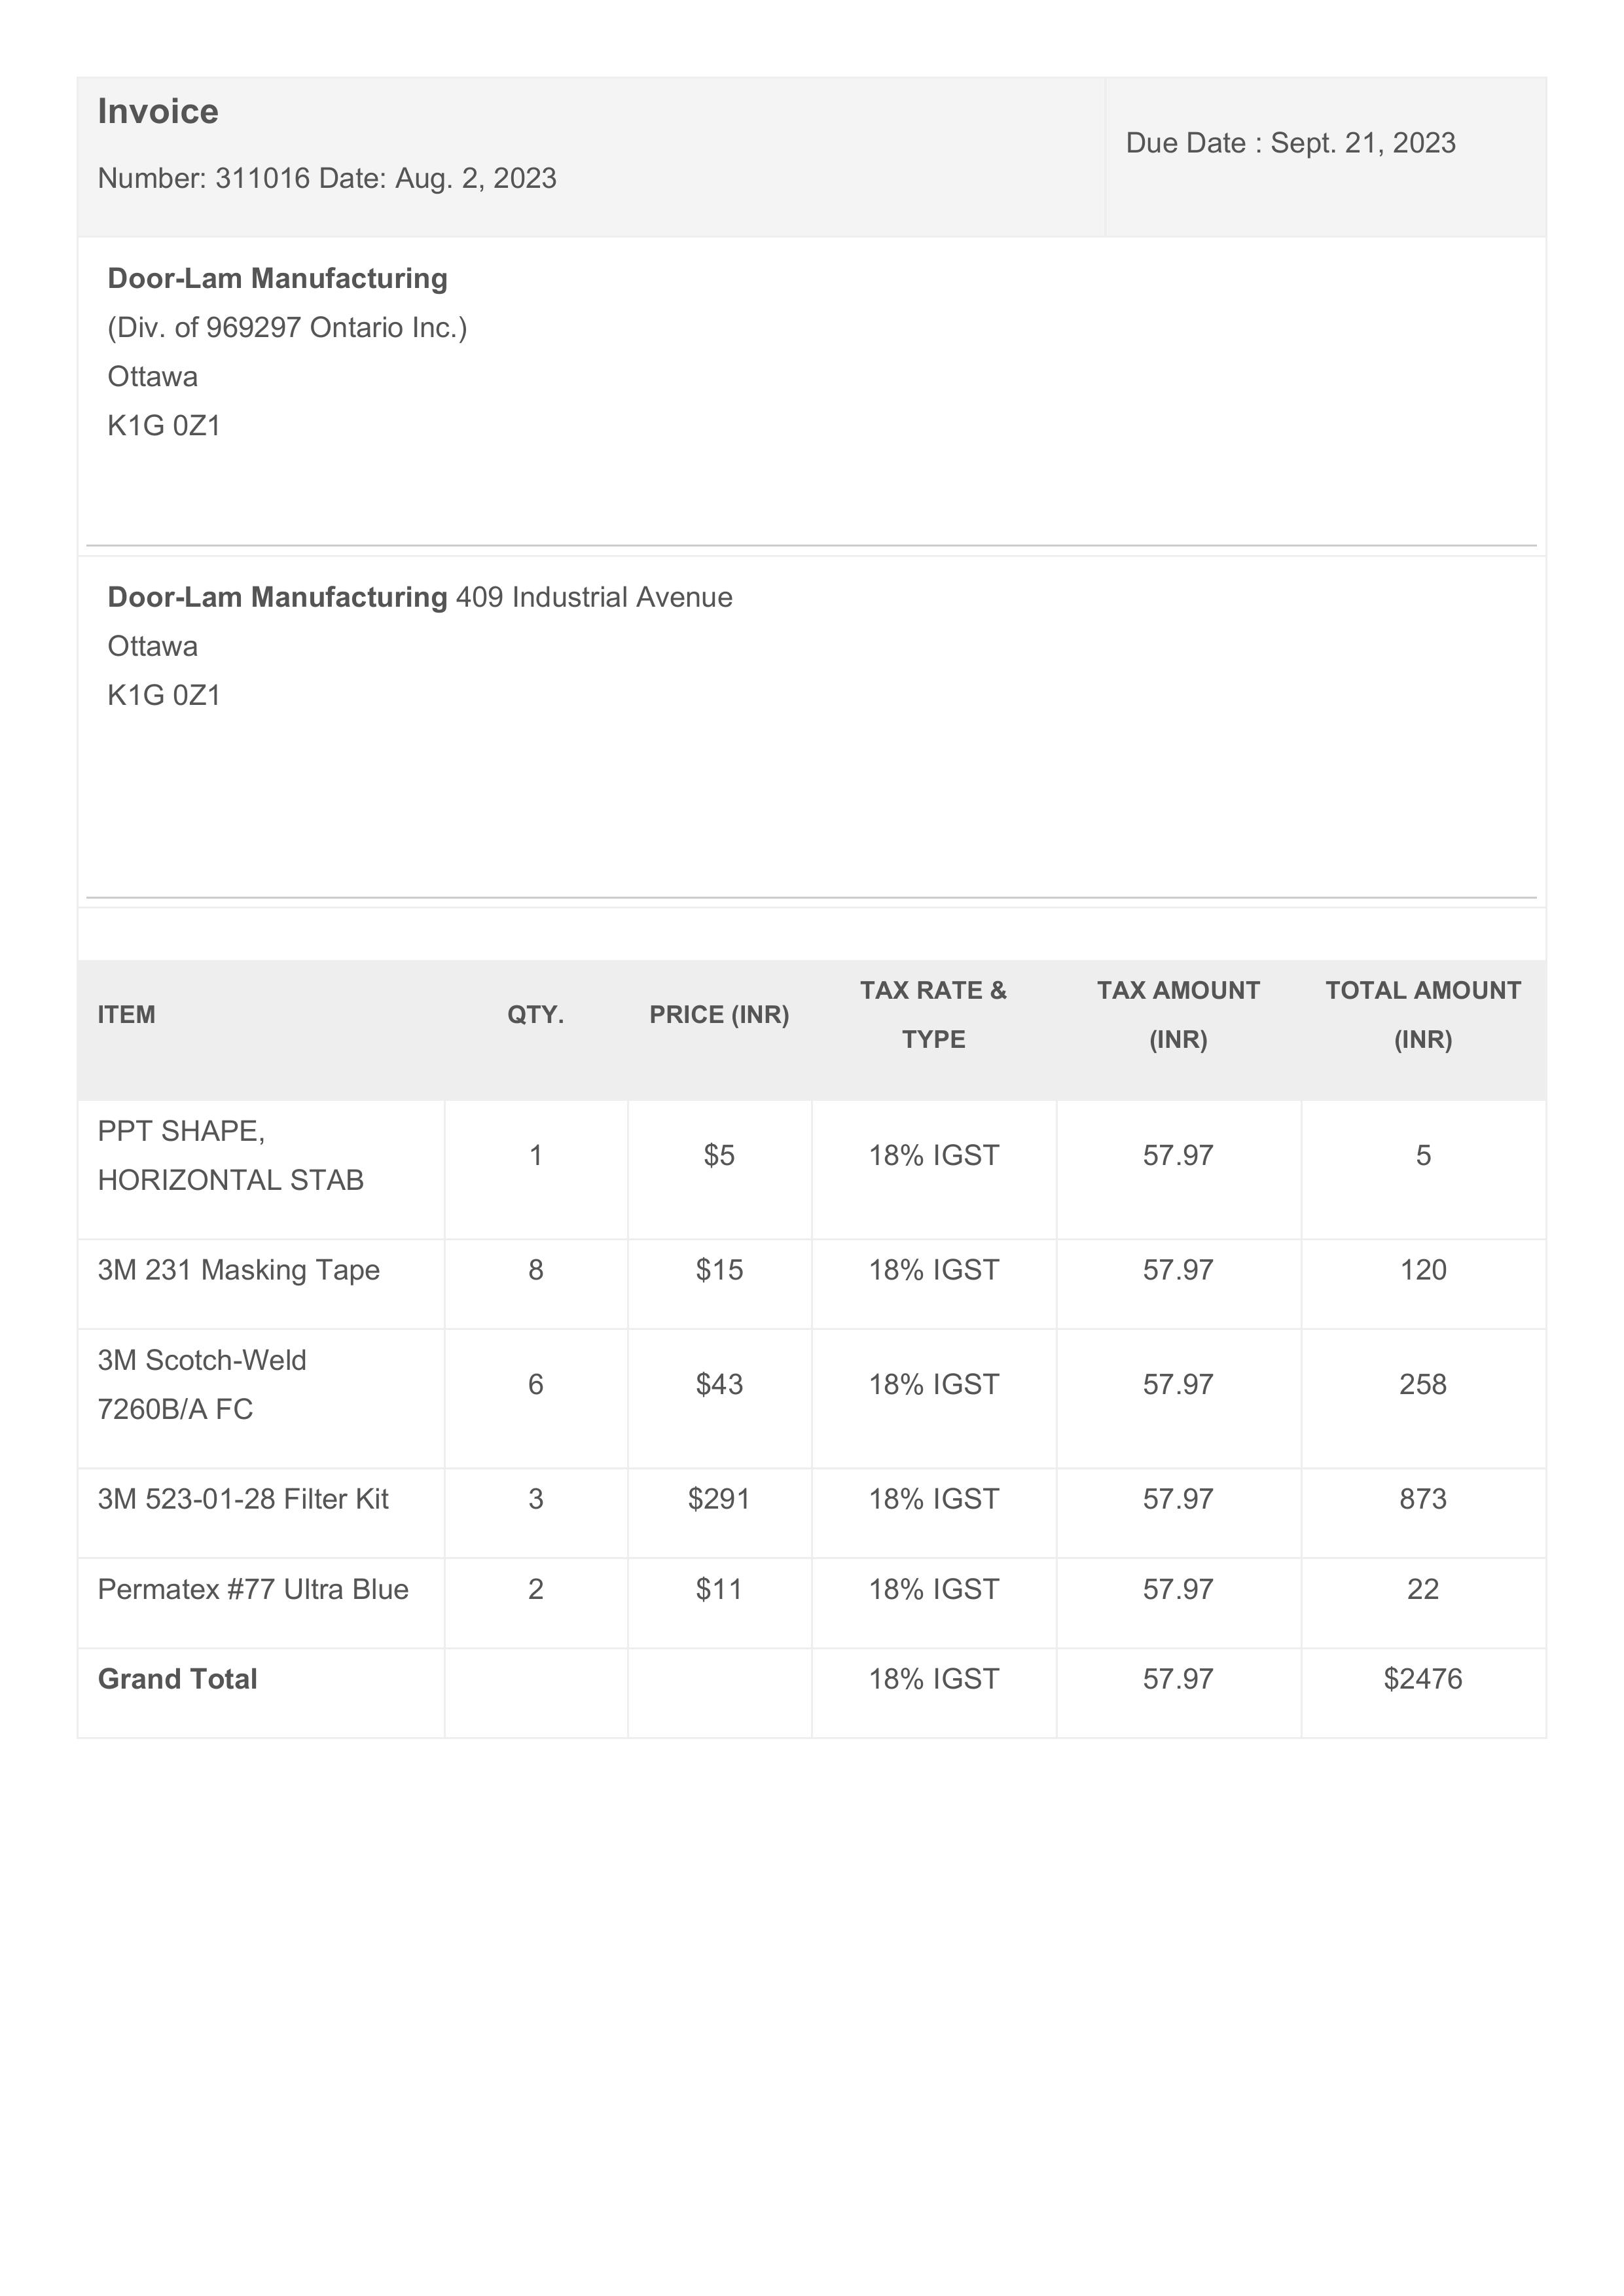 Invoice
Number: 311016 Date: Aug. 2, 2023
Due Date : Sept. 21, 2023
Door-Lam Manufacturing
(Div. of 969297 Ontario Inc.)
Ottawa
K1G 0Z1
Door-Lam Manufacturing 409 Industrial Avenue
Ottawa
K1G 0Z1
ITEM QTY. PRICE (INR) TAX RATE & TYPE TAX AMOUNT (INR) TOTAL AMOUNT (INR)
PPT SHAPE, HORIZONTAL STAB 1 $5 18% IGST 57.97 5
3M 231 Masking Tape 8 $15 18% IGST 57.97 120
3M Scotch-Weld 7260B/A FC 6 $43 18% IGST 57.97 258
3M 523-01-28 Filter Kit 3 $291 18% IGST 57.97 873
Permatex #77 Ultra Blue 2 $11 18% IGST 57.97 22
Grand Total 18% IGST 57.97 $2476